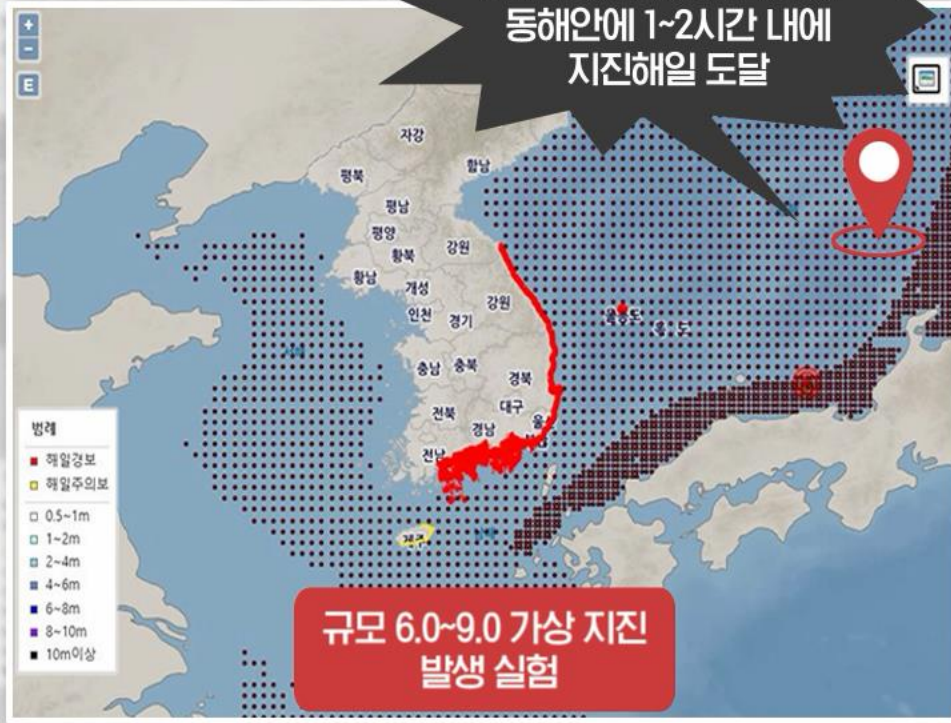 동해안에 1~2시간 내에
지진해일 도달
+
-
E
자강
함남
평북
평남
평양
황북
강원
황남
개성
인천
경기
강원
울릉도
충남
충북
경북
전북
대구
경남
울
전남
제주
범례
해일경보
해일주의보
0.5~1m
1~2m
2~4m
4~6m
6~8m
8~10m
10m이상
규모 6.0~9.0 가상 지진
발생 실험